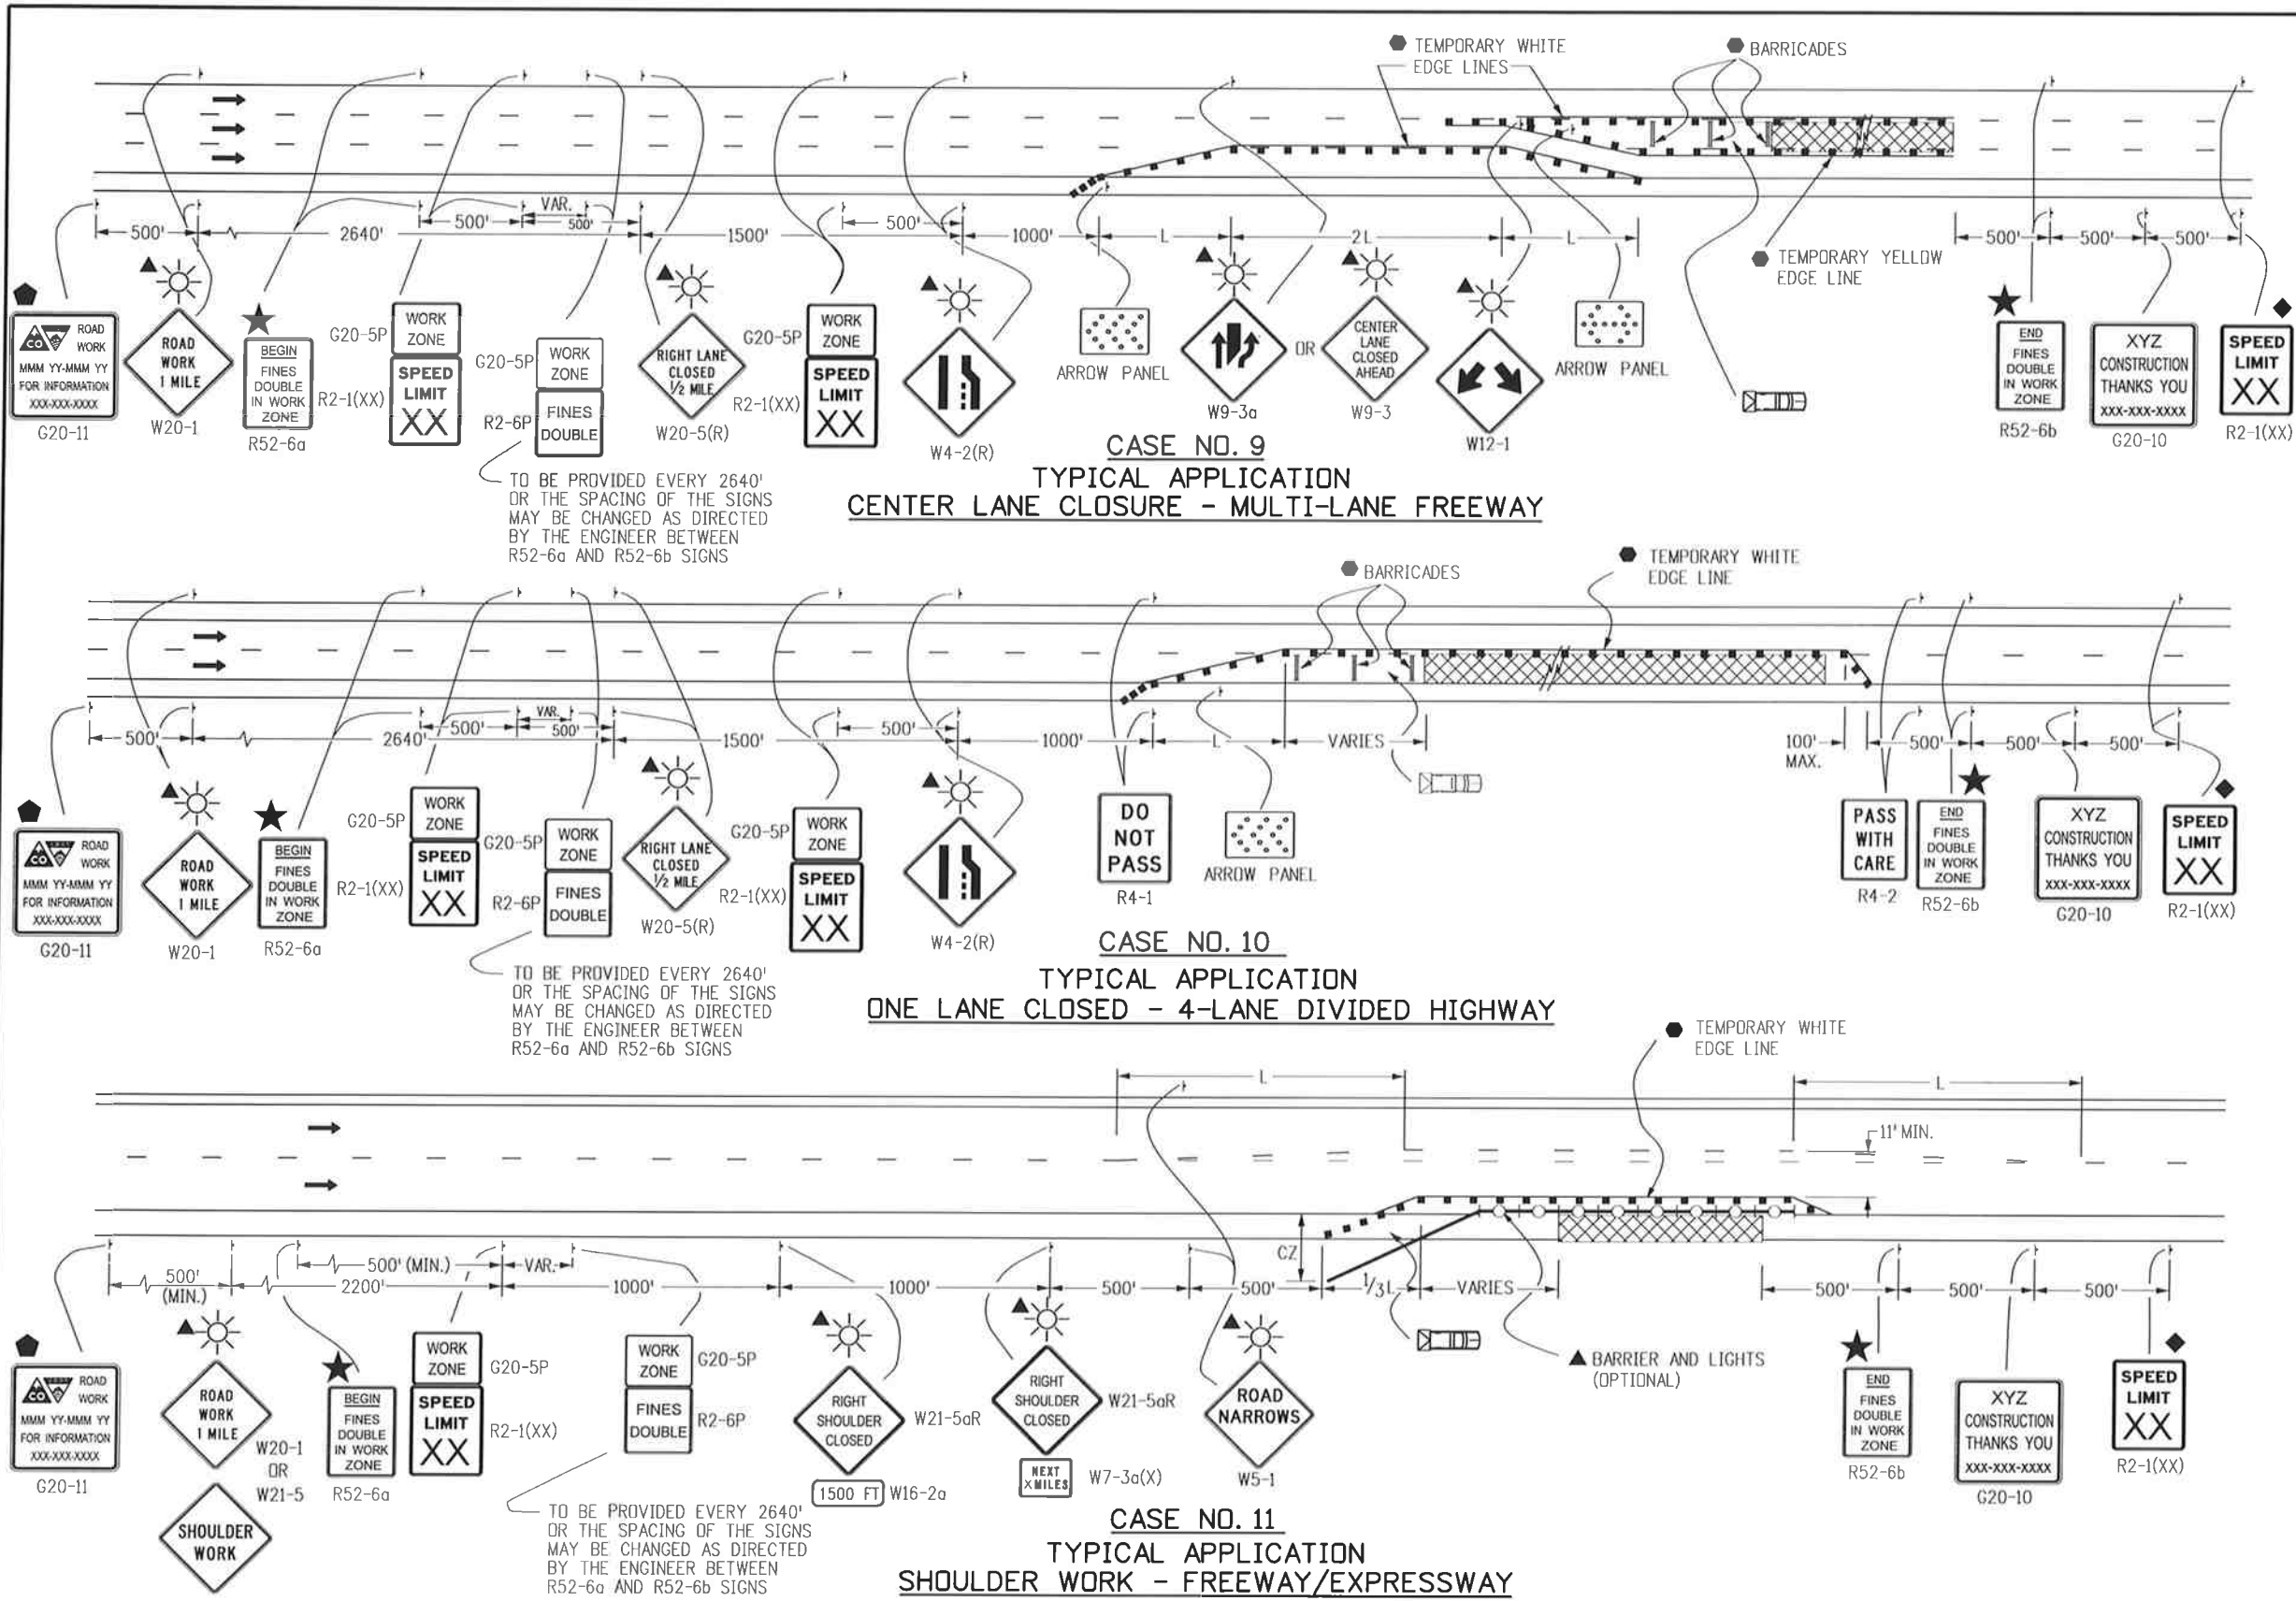 TEMPORARY WHITE
EDGE LINES
BARRICADES
500'
2640'
500'
VAR.
500'
1500'
500'
1000'
L
2L
L
500'
500'
500'
TEMPORARY YELLOW
EDGE LINE
CO
ROAD
WORK
MMM YY-MMM YY
FOR INFORMATION
XXX-XXX-XXXX
G20-11
ROAD
WORK
1 MILE
W20-1
BEGIN
FINES
DOUBLE
IN WORK
ZONE
R52-6a
G20-5P
WORK
ZONE
R2-1(XX)
SPEED
LIMIT
XX
G20-5P
WORK
ZONE
R2-6P
FINES
DOUBLE
TO BE PROVIDED EVERY 2640'
OR THE SPACING OF THE SIGNS
MAY BE CHANGED AS DIRECTED
BY THE ENGINEER BETWEEN
R52-6a AND R52-6b SIGNS
RIGHT LANE
CLOSED
1/2 MILE
W20-5(R)
G20-5P
WORK
ZONE
R2-1(XX)
SPEED
LIMIT
XX
W4-2(R)
ARROW PANEL
W9-3a
OR
CENTER
LANE
CLOSED
AHEAD
W9-3
W12-1
ARROW PANEL
END
FINES
DOUBLE
IN WORK
ZONE
R52-6b
XYZ
CONSTRUCTION
THANKS YOU
XXX-XXX-XXXX
G20-10
SPEED
LIMIT
XX
R2-1(XX)
CASE NO. 9
TYPICAL APPLICATION
CENTER LANE CLOSURE - MULTI-LANE FREEWAY
BARRICADES
TEMPORARY WHITE
EDGE LINE
500'
2640'
500'
VAR.
500'
1500'
500'
1000'
L
VARIES
100'
MAX.
500'
500'
500'
CO
ROAD
WORK
MMM YY-MMM YY
FOR INFORMATION
XXX-XXX-XXXX
G20-11
ROAD
WORK
1 MILE
W20-1
BEGIN
FINES
DOUBLE
IN WORK
ZONE
R52-6a
G20-5P
WORK
ZONE
R2-1(XX)
SPEED
LIMIT
XX
G20-5P
WORK
ZONE
R2-6P
FINES
DOUBLE
TO BE PROVIDED EVERY 2640'
OR THE SPACING OF THE SIGNS
MAY BE CHANGED AS DIRECTED
BY THE ENGINEER BETWEEN
R52-6a AND R52-6b SIGNS
RIGHT LANE
CLOSED
1/2 MILE
W20-5(R)
G20-5P
WORK
ZONE
R2-1(XX)
SPEED
LIMIT
XX
W4-2(R)
DO
NOT
PASS
R4-1
ARROW PANEL
PASS
WITH
CARE
R4-2
END
FINES
DOUBLE
IN WORK
ZONE
R52-6b
XYZ
CONSTRUCTION
THANKS YOU
XXX-XXX-XXXX
G20-10
SPEED
LIMIT
XX
R2-1(XX)
CASE NO. 10
TYPICAL APPLICATION
ONE LANE CLOSED - 4-LANE DIVIDED HIGHWAY
TEMPORARY WHITE
EDGE LINE
L
L
11' MIN.
CZ
500'
(MIN.)
500' (MIN.)
2200'
VAR.
1000'
1000'
500'
500'
1/3L
VARIES
500'
500'
500'
BARRIER AND LIGHTS
(OPTIONAL)
CO
ROAD
WORK
MMM YY-MMM YY
FOR INFORMATION
XXX-XXX-XXXX
G20-11
ROAD
WORK
1 MILE
W20-1
OR
W21-5
SHOULDER
WORK
BEGIN
FINES
DOUBLE
IN WORK
ZONE
R52-6a
WORK
ZONE
G20-5P
SPEED
LIMIT
XX
R2-1(XX)
WORK
ZONE
G20-5P
FINES
DOUBLE
R2-6P
TO BE PROVIDED EVERY 2640'
OR THE SPACING OF THE SIGNS
MAY BE CHANGED AS DIRECTED
BY THE ENGINEER BETWEEN
R52-6a AND R52-6b SIGNS
RIGHT
SHOULDER
CLOSED
W21-5aR
1500 FT
W16-2a
RIGHT
SHOULDER
CLOSED
W21-5aR
NEXT
X MILES
W7-3a(X)
ROAD
NARROWS
W5-1
END
FINES
DOUBLE
IN WORK
ZONE
R52-6b
XYZ
CONSTRUCTION
THANKS YOU
XXX-XXX-XXXX
G20-10
SPEED
LIMIT
XX
R2-1(XX)
CASE NO. 11
TYPICAL APPLICATION
SHOULDER WORK - FREEWAY/EXPRESSWAY